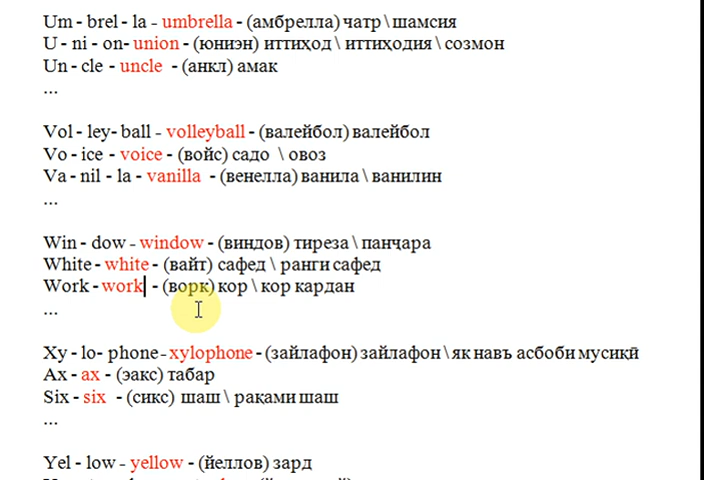 Um - brel - la - umbrella - (амбрелла) чатр \ шамсия
U - ni - on- union - (юниэн) иттиҳод \ иттиҳодия \ созмон
Un - cle - uncle - (анкл) амак
...
Vol - ley- ball - volleyball - (валейбол) валейбол
Vo - ice - voice - (войс) садо \ овоз
Va - nil - la - vanilla - (венелла) ванила \ ванилин
...
Win - dow - window - (виндов) тиреза \ панҷара
White - white - (вайт) сафед \ ранги сафед
Work - work - (ворк) кор \ кор кардан
...
Xy - lo- phone - xylophone - (зайлафон) зайлафон \ як навъ асбоби мусиқӣ
Ax - ax - (эакс) табар
Six - six - (сикс) шаш \ рақами шаш
...
Yel - low - yellow - (йеллов) зард